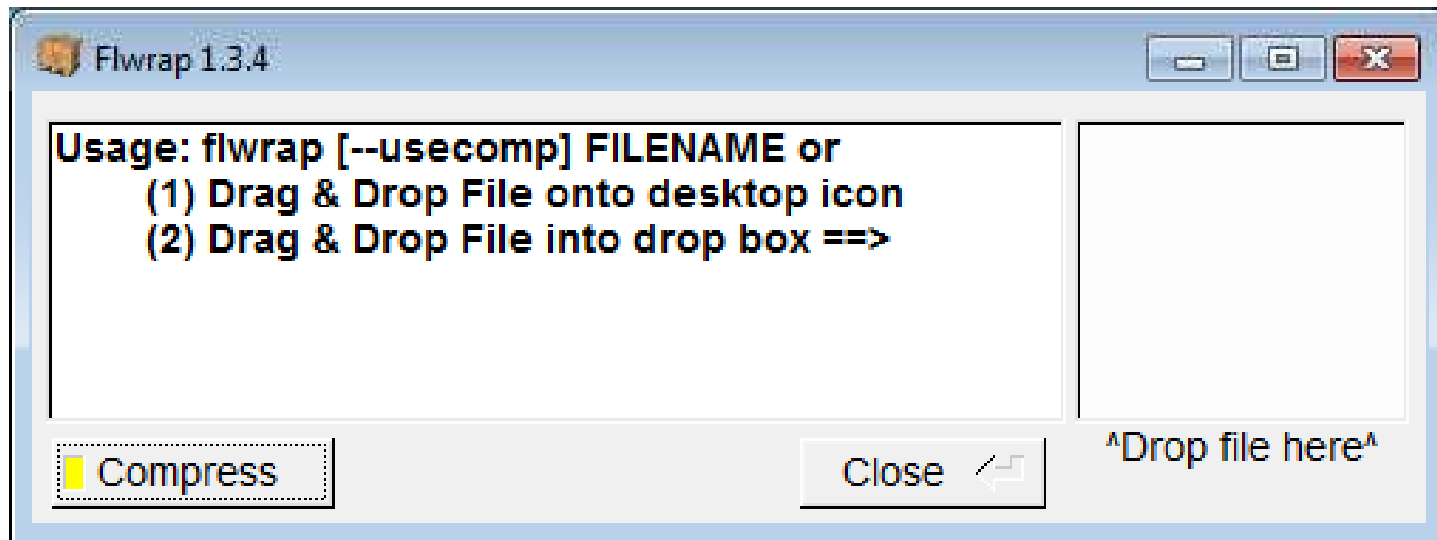 Flwrap 1.3.4
Usage: flwrap [--usecomp] FILENAME or
(1) Drag & Drop File onto desktop icon
(2) Drag & Drop File into drop box ==>
Compress
Close
^Drop file here^